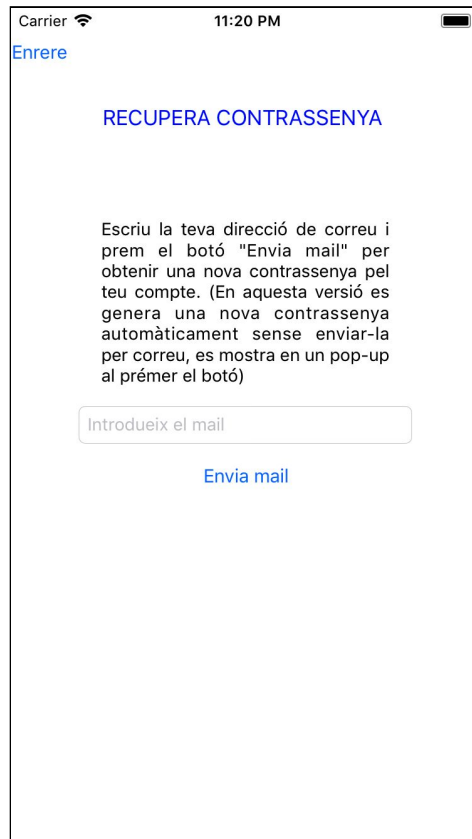 Carrier
11:20 PM
Enrere
RECUPERA CONTRASSENYA
Escriu la teva direcció de correu i
prem el botó "Envia mail" per
obtenir una nova contrassenya pel
teu compte. (En aquesta versió es
genera una nova contrassenya
automàticament sense enviar-la
per correu, es mostra en un pop-up
al prémer el botó)
Introdueix el mail
Envia mail